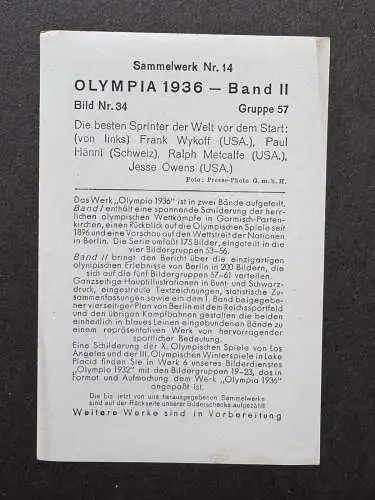 Sammelwerk Nr. 14
OLYMPIA 1936 — Band II
Bild Nr. 34 Gruppe 57
Die besten Sprinter der Welt vor dem Start:
(von links) Frank Wykoff (USA.), Paul
Hänni (Schweiz), Ralph Metcalfe (USA.),
Jesse Owens (USA.)
Foto: Presse-Photo G. m. b. H.
Das Werk „Olympia 1936" ist in zwei Bände aufgeteilt.
Band I enthält eine spannende Schilderung der herr-
lichen olympischen Wettkämpfe in Garmisch-Parten-
kirchen, einen Rückblick auf die Olympischen Spiele seit
1896 und eine Vorschau auf den Wettstreit der Nationen
in Berlin. Die Serie umfaßt 175 Bilder, eingeteilt in die
vier Bildergruppen 53—56.
Band II bringt den Bericht über die einzigartigen
olympischen Erlebnisse von Berlin in 200 Bildern, die
sich auf die fünf Bildergruppen 57—61 verteilen.
Ganzseitige Hauptillustrationen in Bunt- und Schwarz-
druck, eingestreute Textzeichnungen, statistische Zu-
sammenfassungen sowie ein dem I. Band beigegebe-
ner vierseitiger Plan von Berlin mit dem Reichssportfeld
und den übrigen Kampfbahnen gestalten die beiden
einheitlich in blaues Leinen eingebundenen Bände zu
einem repräsentativen Werk von hervorragender
sportlicher Bedeutung.
Eine Schilderung der X. Olympischen Spiele von Los
Angeles und der III. Olympischen Winterspiele in Lake
Placid finden Sie in Werk 6 unseres Bilderdienstes
„Olympia 1932" mit den Bildergruppen 19—23, das in
Format und Aufmachung dem Werk „Olympia 1936"
angepaßt ist.
Die bis jetzt von uns herausgegebenen Sammelwerke
sind auf der Rückseite unserer Bilderschecks aufgezählt
Weitere Werke sind in Vorbereitung